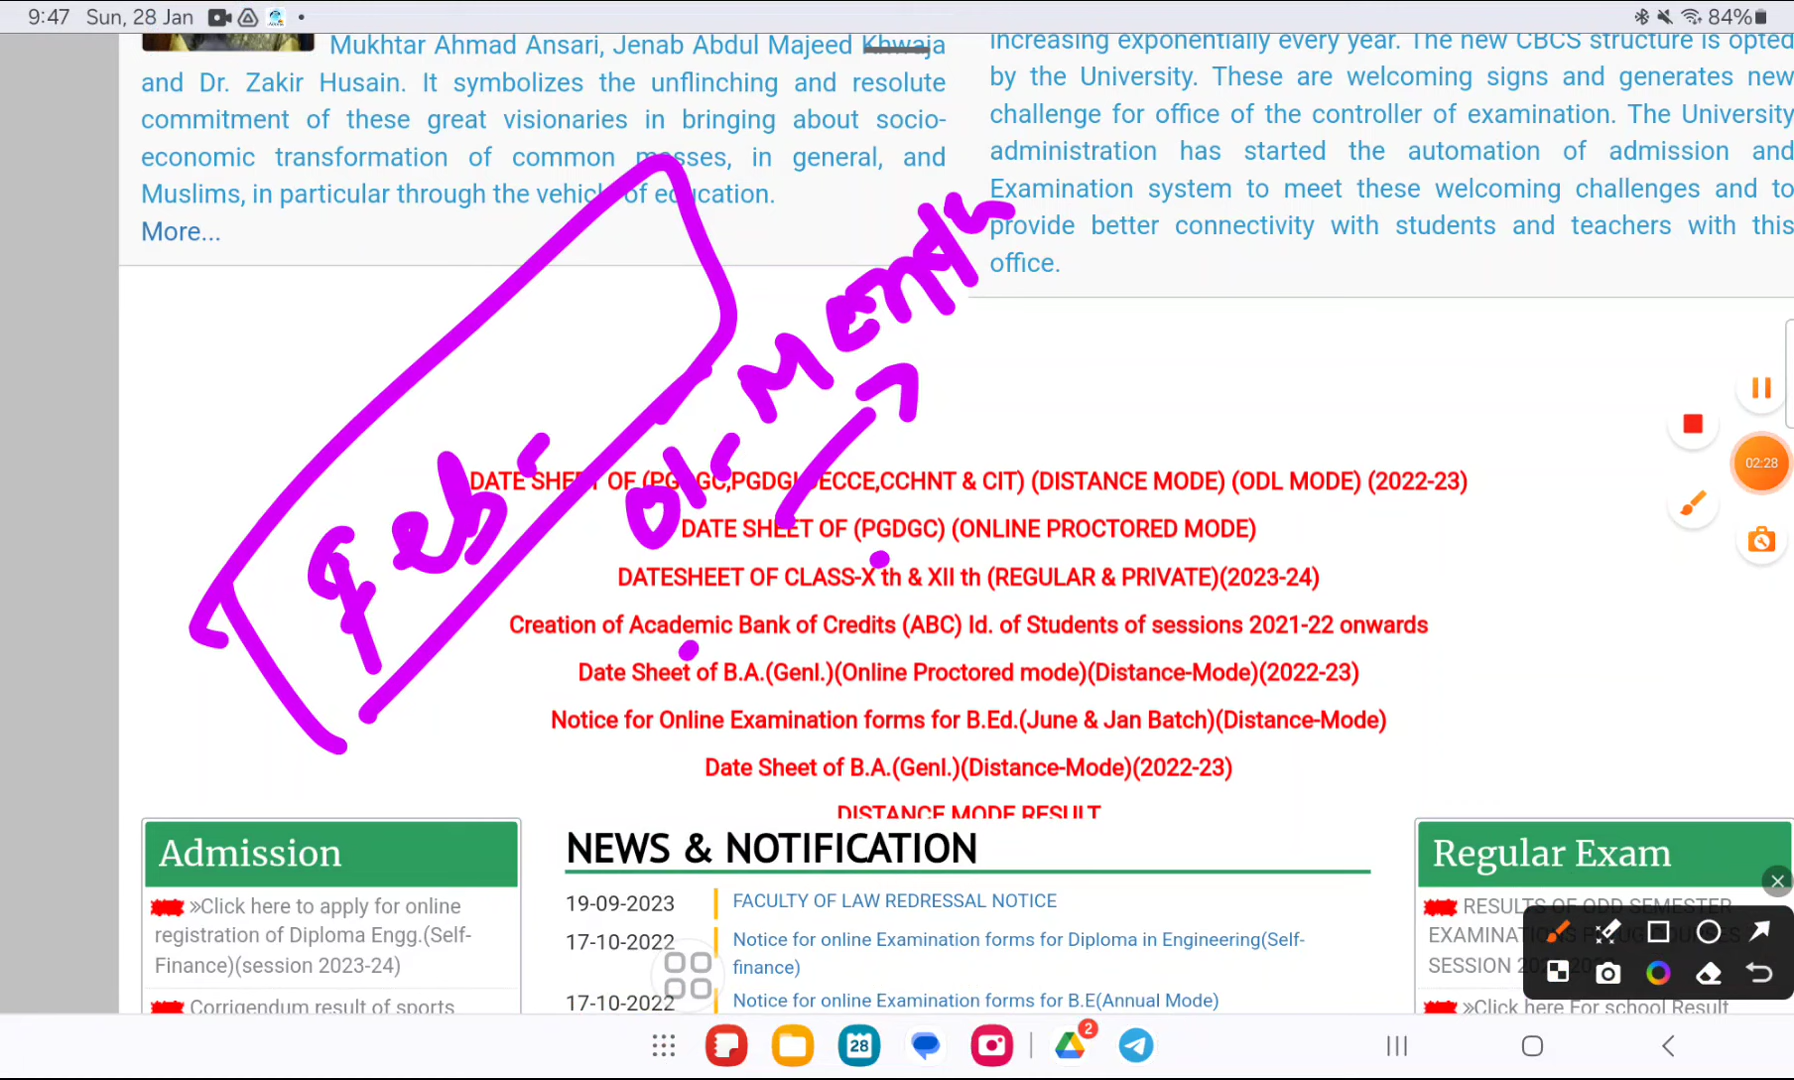 9:47 Sun, 28 Jan
84%
Mukhtar Ahmad Ansari, Jenab Abdul Majeed Khwaja
and Dr. Zakir Husain. It symbolizes the unflinching and resolute
commitment of these great visionaries in bringing about socio-
economic transformation of common masses, in general, and
Muslims, in particular through the vehicle of education.
More...
increasing exponentially every year. The new CBCS structure is opted
by the University. These are welcoming signs and generates new
challenge for office of the controller of examination. The University
administration has started the automation of admission and
Examination system to meet these welcoming challenges and to
provide better connectivity with students and teachers with this
office.
Feb-
01- Month
02:28
DATE SHEET OF (PGDGC,PGDGI,DECCE,CCHNT & CIT) (DISTANCE MODE) (ODL MODE) (2022-23)
DATE SHEET OF (PGDGC) (ONLINE PROCTORED MODE)
DATESHEET OF CLASS-X th & XII th (REGULAR & PRIVATE)(2023-24)
Creation of Academic Bank of Credits (ABC) Id. of Students of sessions 2021-22 onwards
Date Sheet of B.A.(Genl.)(Online Proctored mode)(Distance-Mode)(2022-23)
Notice for Online Examination forms for B.Ed.(June & Jan Batch)(Distance-Mode)
Date Sheet of B.A.(Genl.)(Distance-Mode)(2022-23)
DISTANCE MODE RESULT
Admission
»Click here to apply for online
registration of Diploma Engg.(Self-
Finance)(session 2023-24)
Corrigendum result of sports
NEWS & NOTIFICATION
19-09-2023 FACULTY OF LAW REDRESSAL NOTICE
17-10-2022 Notice for online Examination forms for Diploma in Engineering(Self-
finance)
17-10-2022 Notice for online Examination forms for B.E(Annual Mode)
Regular Exam
RESULTS OF ODD SEMESTER
EXAMINATIONS
SESSION
»Click here For school Result
28
2